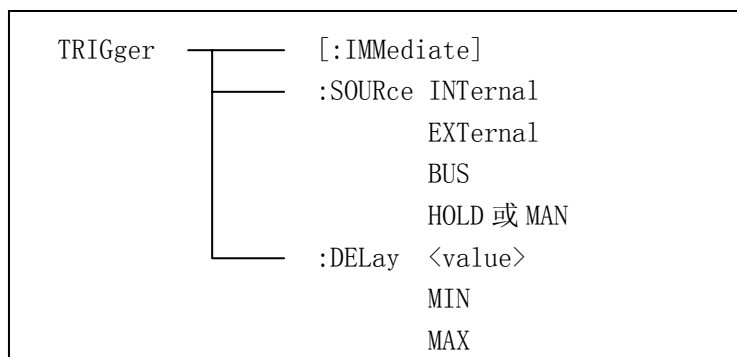 TRIGger [:IMMediate]
:SOURce INTernal
EXTernal
BUS
HOLD 或 MAN
:DELay <value>
MIN
MAX